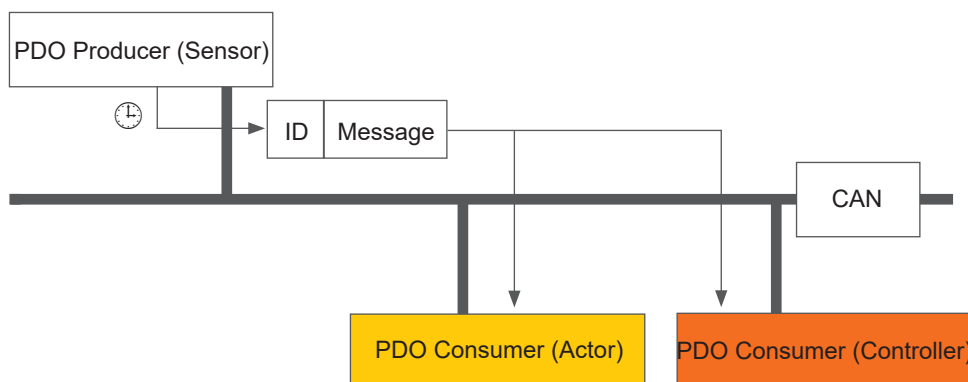 PDO Producer (Sensor)
ID
Message
CAN
PDO Consumer (Actor)
PDO Consumer (Controller)